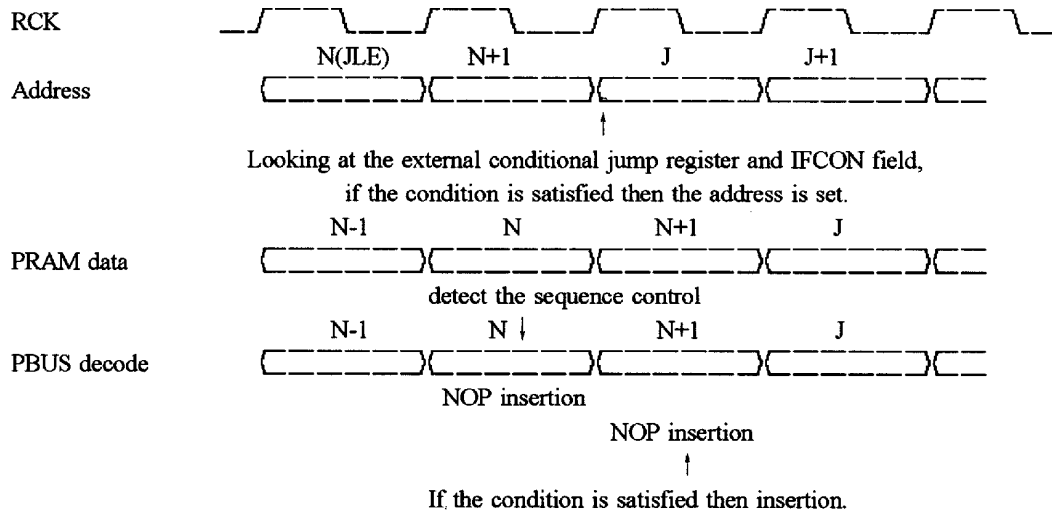 RCK
N(JLE) N+1 J J+1
Address
Looking at the external conditional jump register and IFCON field,
if the condition is satisfied then the address is set.
N-1 N N+1 J
PRAM data
detect the sequence control
N-1 N N+1 J
PBUS decode
NOP insertion
NOP insertion
If the condition is satisfied then insertion.